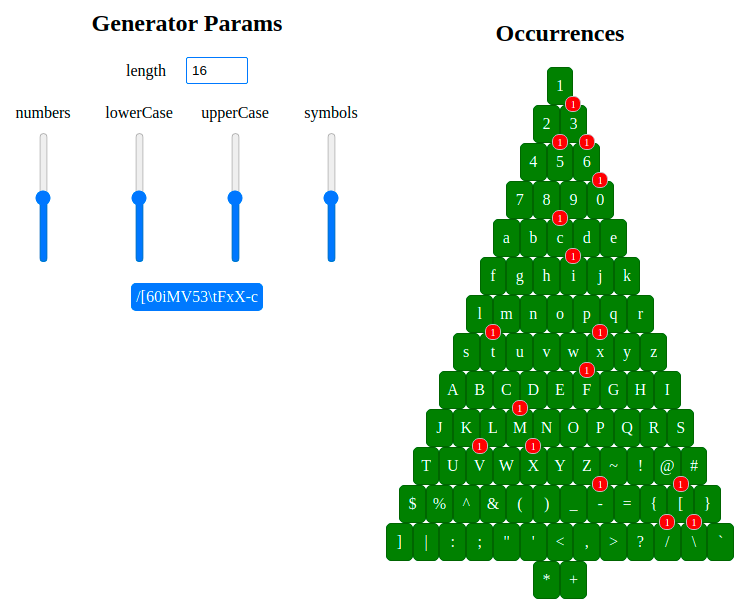 Generator Params
length 16
numbers lowerCase upperCase symbols
/[60iMV53\tFxX-c
Occurrences
1
1
2 3
1 1
4 5 6
1
7 8 9 0
1
a b c d e
1
f g h i j k
l m n o p q r
1 1
s t u v w x y z
1
A B C D E F G H I
1
J K L M N O P Q R S
1 1
T U V W X Y Z ~ ! @ #
1 1
$ % ^ & ( ) _ - = { [ }
1 1
] | : ; " ' < , > ? / \ `
* +